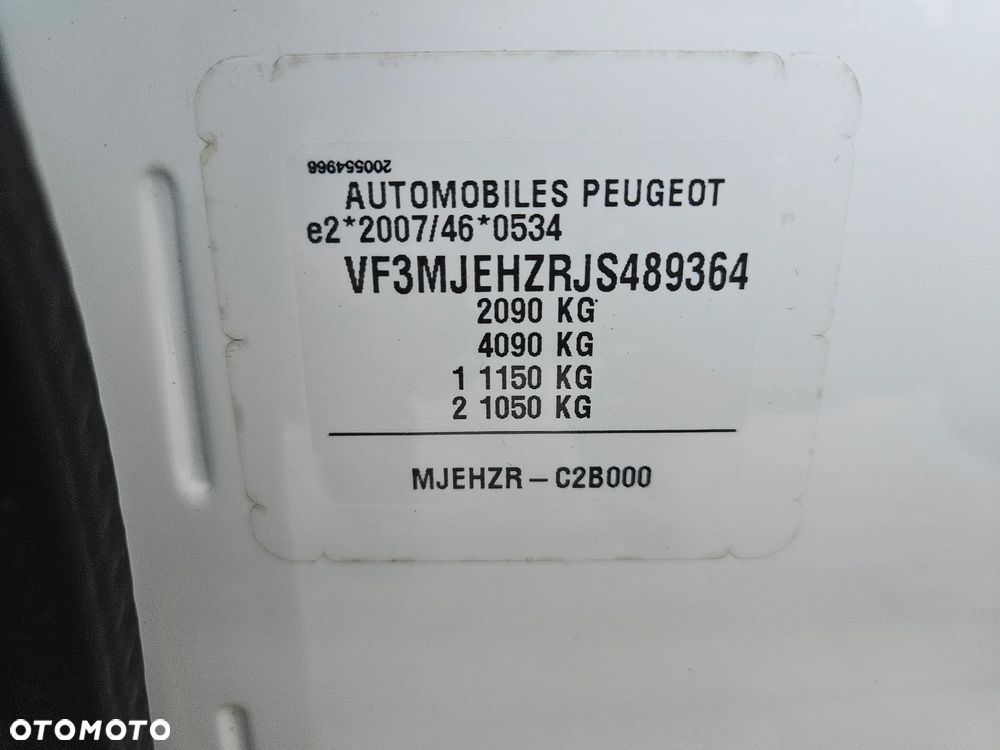 200554966
AUTOMOBILES PEUGEOT
e2*2007/46*0534
VF3MJEHZRJS489364
2090 KG
4090 KG
1 1150 KG
2 1050 KG
MJEHZR – C2B000
OTOMOTO